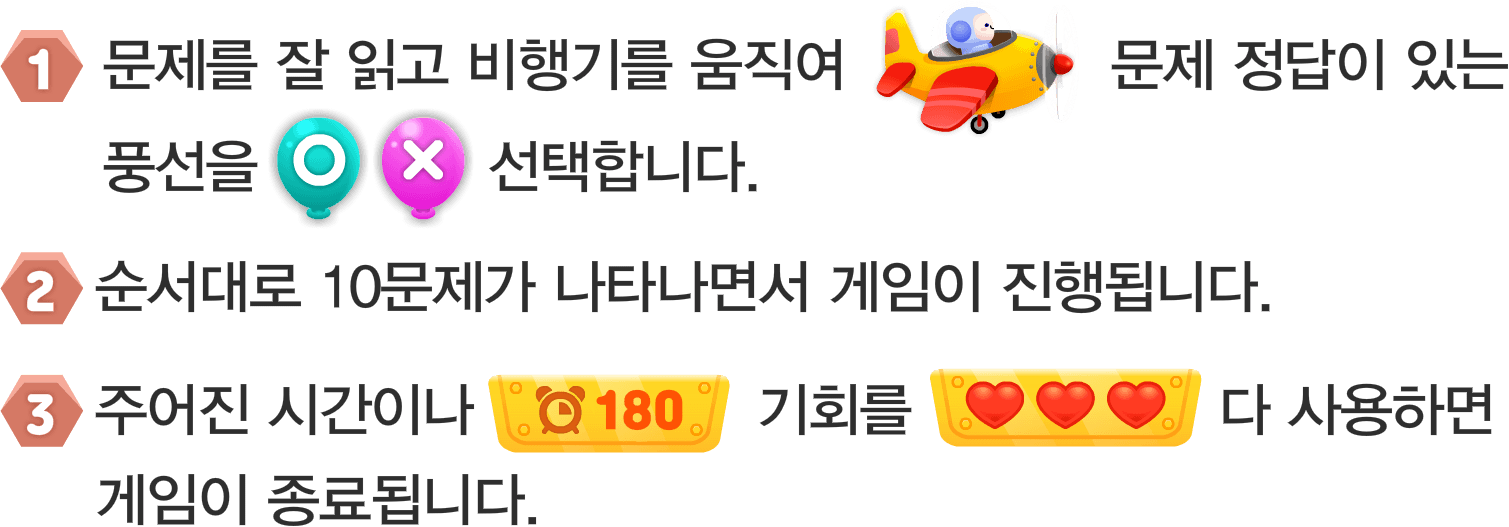 1 문제를 잘 읽고 비행기를 움직여 문제 정답이 있는
풍선을 O X 선택합니다.
2 순서대로 10문제가 나타나면서 게임이 진행됩니다.
3 주어진 시간이나 180 기회를 다 사용하면
게임이 종료됩니다.